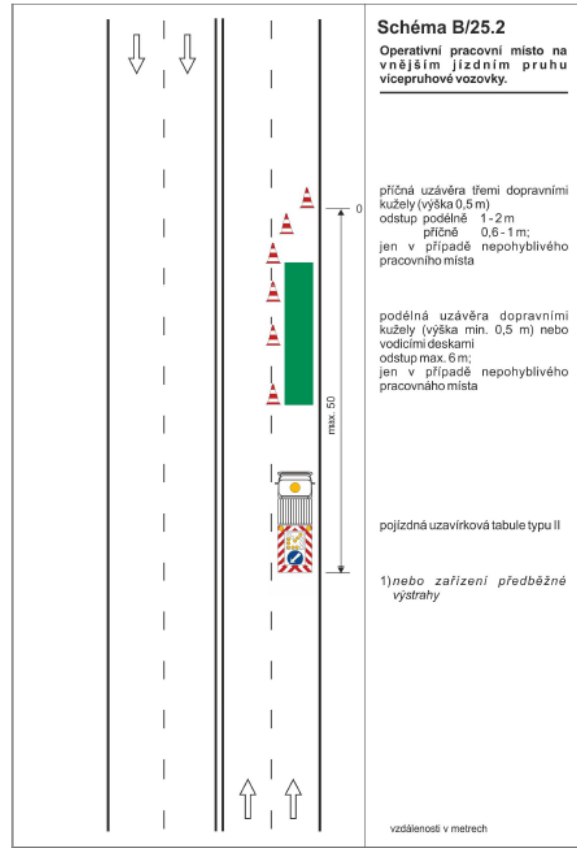 Schéma B/25.2
Operativní pracovní místo na
vnějším jízdním pruhu
vícepruhové vozovky.
0
příčná uzávěra třemi dopravními
kužely (výška 0,5 m)
odstup podélně 1 - 2 m
příčně 0,6 - 1 m;
jen v případě nepohyblivého
pracovního místa
podélná uzávěra dopravními
kužely (výška min. 0,5 m) nebo
vodicími deskami
odstup max. 6 m;
jen v případě nepohyblivého
pracovnáho místa
max. 50
pojízdná uzavírková tabule typu II
1) nebo zařízení předběžné
výstrahy
vzdálenosti v metrech